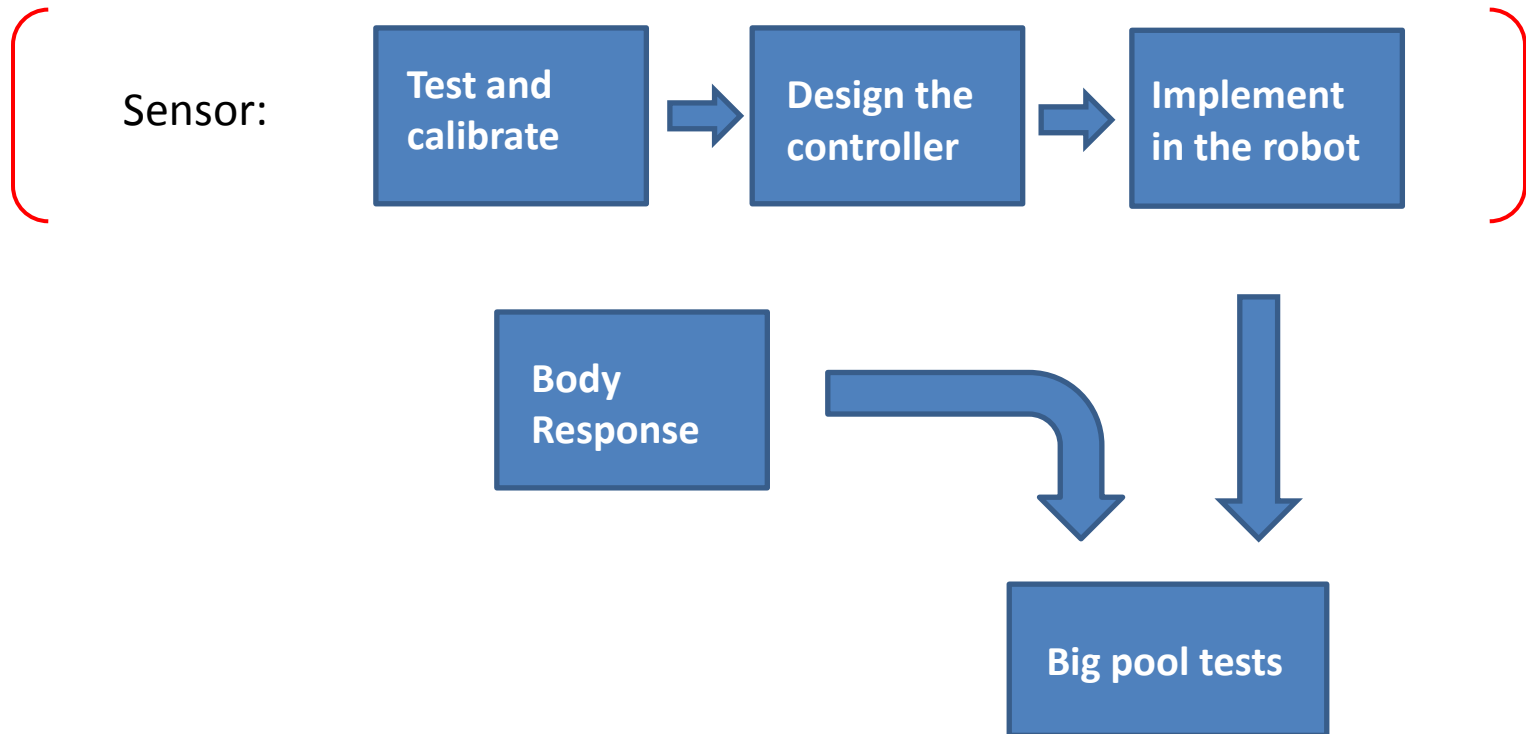 Sensor:
Test and
calibrate
Design the
controller
Implement
in the robot
Body
Response
Big pool tests